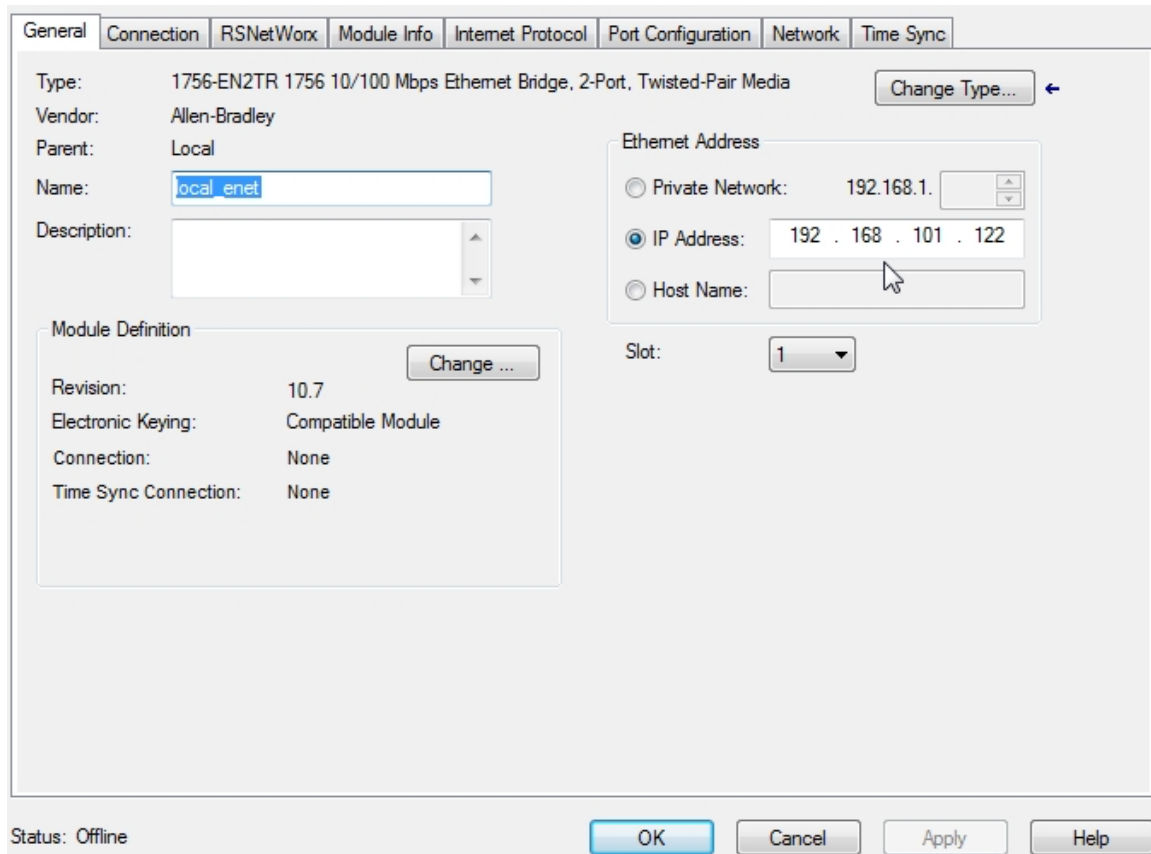 General Connection RSNetWorx Module Info Internet Protocol Port Configuration Network Time Sync
Type: 1756-EN2TR 1756 10/100 Mbps Ethernet Bridge, 2-Port, Twisted-Pair Media Change Type...
Vendor: Allen-Bradley
Parent: Local
Name: local_enet
Description:
Ethernet Address
Private Network: 192.168.1.
IP Address: 192 . 168 . 101 . 122
Host Name:
Slot: 1
Module Definition
Change ...
Revision: 10.7
Electronic Keying: Compatible Module
Connection: None
Time Sync Connection: None
Status: Offline OK Cancel Apply Help